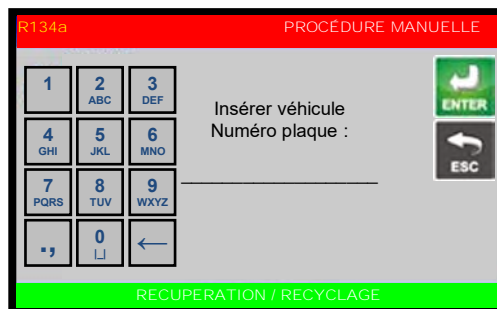 R134a PROCÉDURE MANUELLE
1 2 3
ABC DEF
4 5 6
GHI JKL MNO
7 8 9
PQRS TUV WXYZ
., 0 ←
Insérer véhicule
Numéro plaque :
ENTER
ESC
RECUPERATION / RECYCLAGE